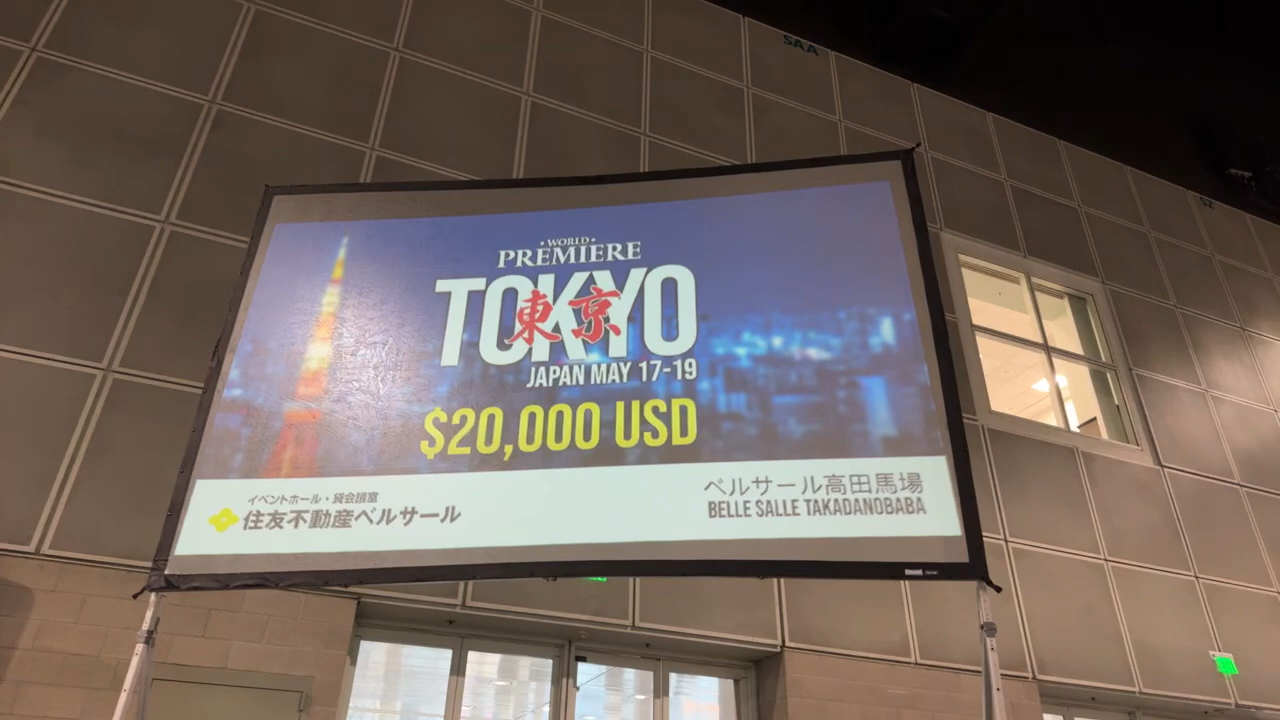 SAA
• WORLD •
PREMIERE
TOKYO
東京
JAPAN MAY 17-19
$20,000 USD
イベントホール・貸会議室
住友不動産ベルサール
ベルサール高田馬場
BELLE SALLE TAKADANOBABA